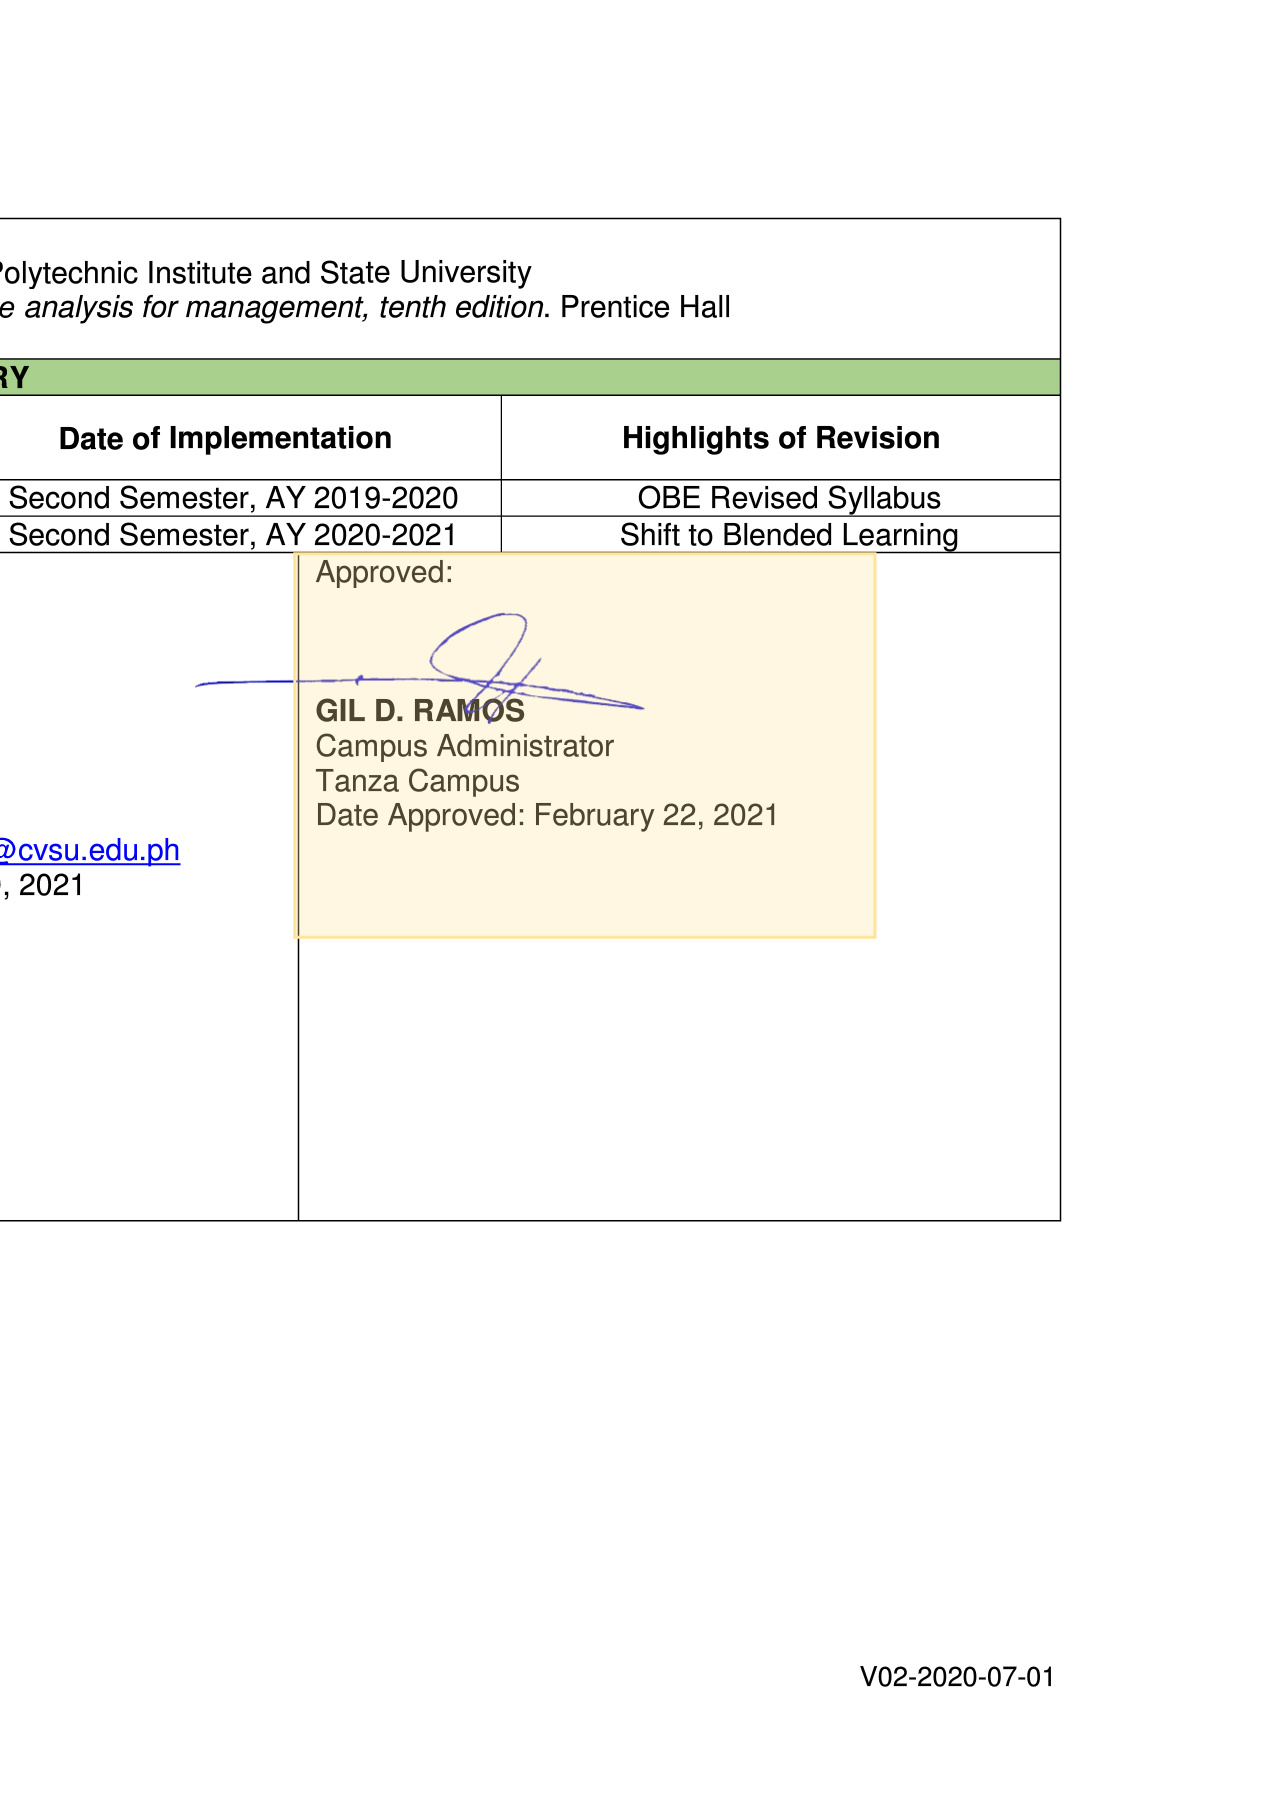 olytechnic Institute and State University
e analysis for management, tenth edition. Prentice Hall
RY
Date of Implementation
Highlights of Revision
Second Semester, AY 2019-2020
OBE Revised Syllabus
Second Semester, AY 2020-2021
Shift to Blended Learning
Approved:
GIL D. RAMOS
Campus Administrator
Tanza Campus
Date Approved: February 22, 2021
@cvsu.edu.ph
, 2021
V02-2020-07-01